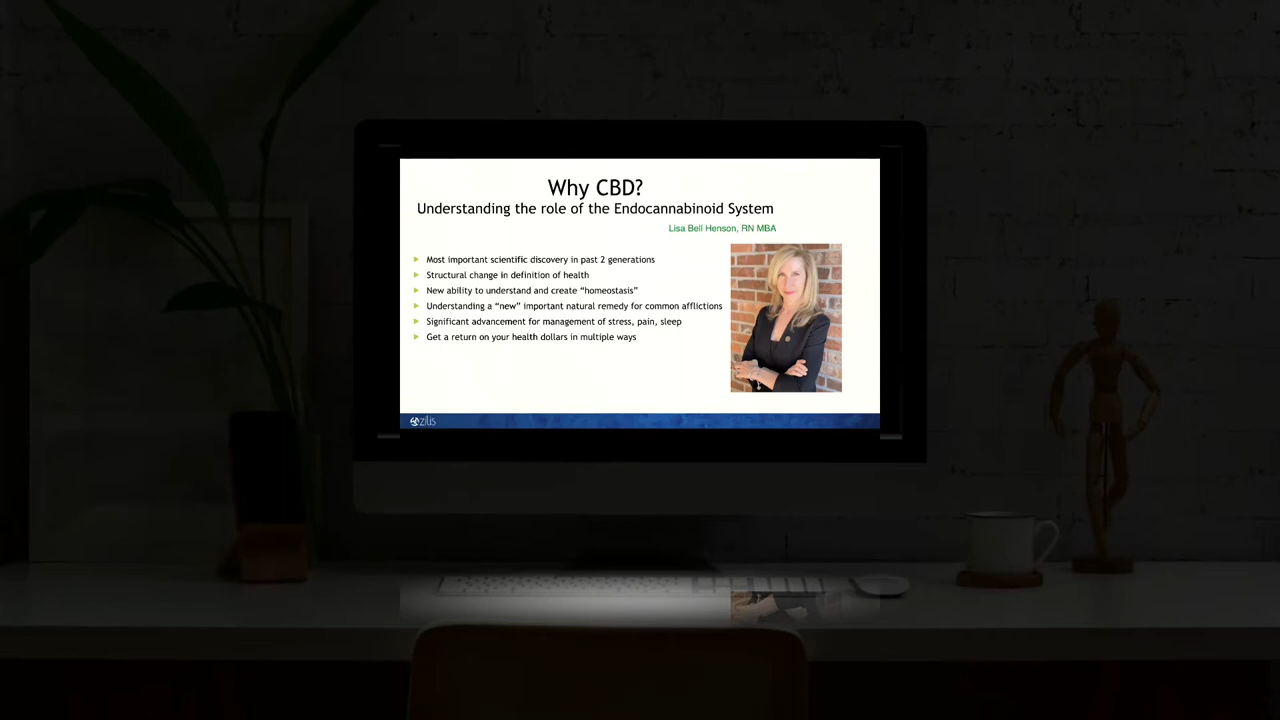 Why CBD?
Understanding the role of the Endocannabinoid System
Lisa Bell Henson, RN MBA
Most important scientific discovery in past 2 generations
Structural change in definition of health
New ability to understand and create “homeostasis”
Understanding a “new” important natural remedy for common afflictions
Significant advancement for management of stress, pain, sleep
Get a return on your health dollars in multiple ways
zilis